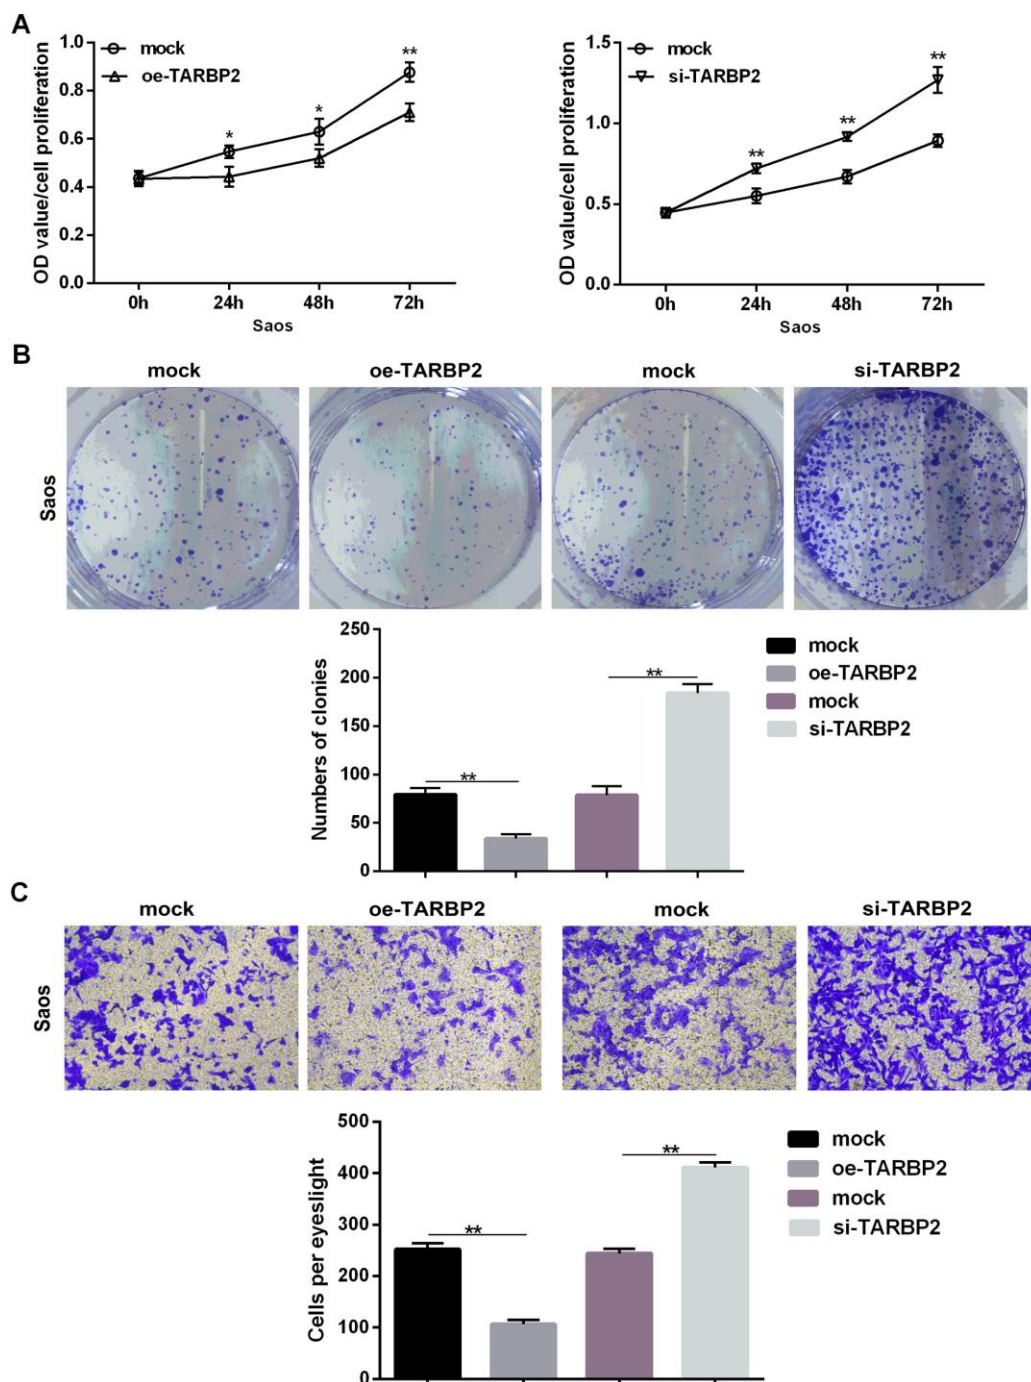 A
mock
oe-TARBP2
OD value/cell proliferation
1.0
0.8
0.6
0.4
0.2
0.0
*
*
**
0h 24h 48h 72h
Saos
mock
si-TARBP2
OD value/cell proliferation
1.5
1.0
0.5
0.0
**
**
**
0h 24h 48h 72h
Saos
B
mock oe-TARBP2 mock si-TARBP2
Saos
Numbers of clonies
250
200
150
100
50
0
**
**
mock
oe-TARBP2
mock
si-TARBP2
C
mock oe-TARBP2 mock si-TARBP2
Saos
Cells per eyeslight
500
400
300
200
100
0
**
**
mock
oe-TARBP2
mock
si-TARBP2